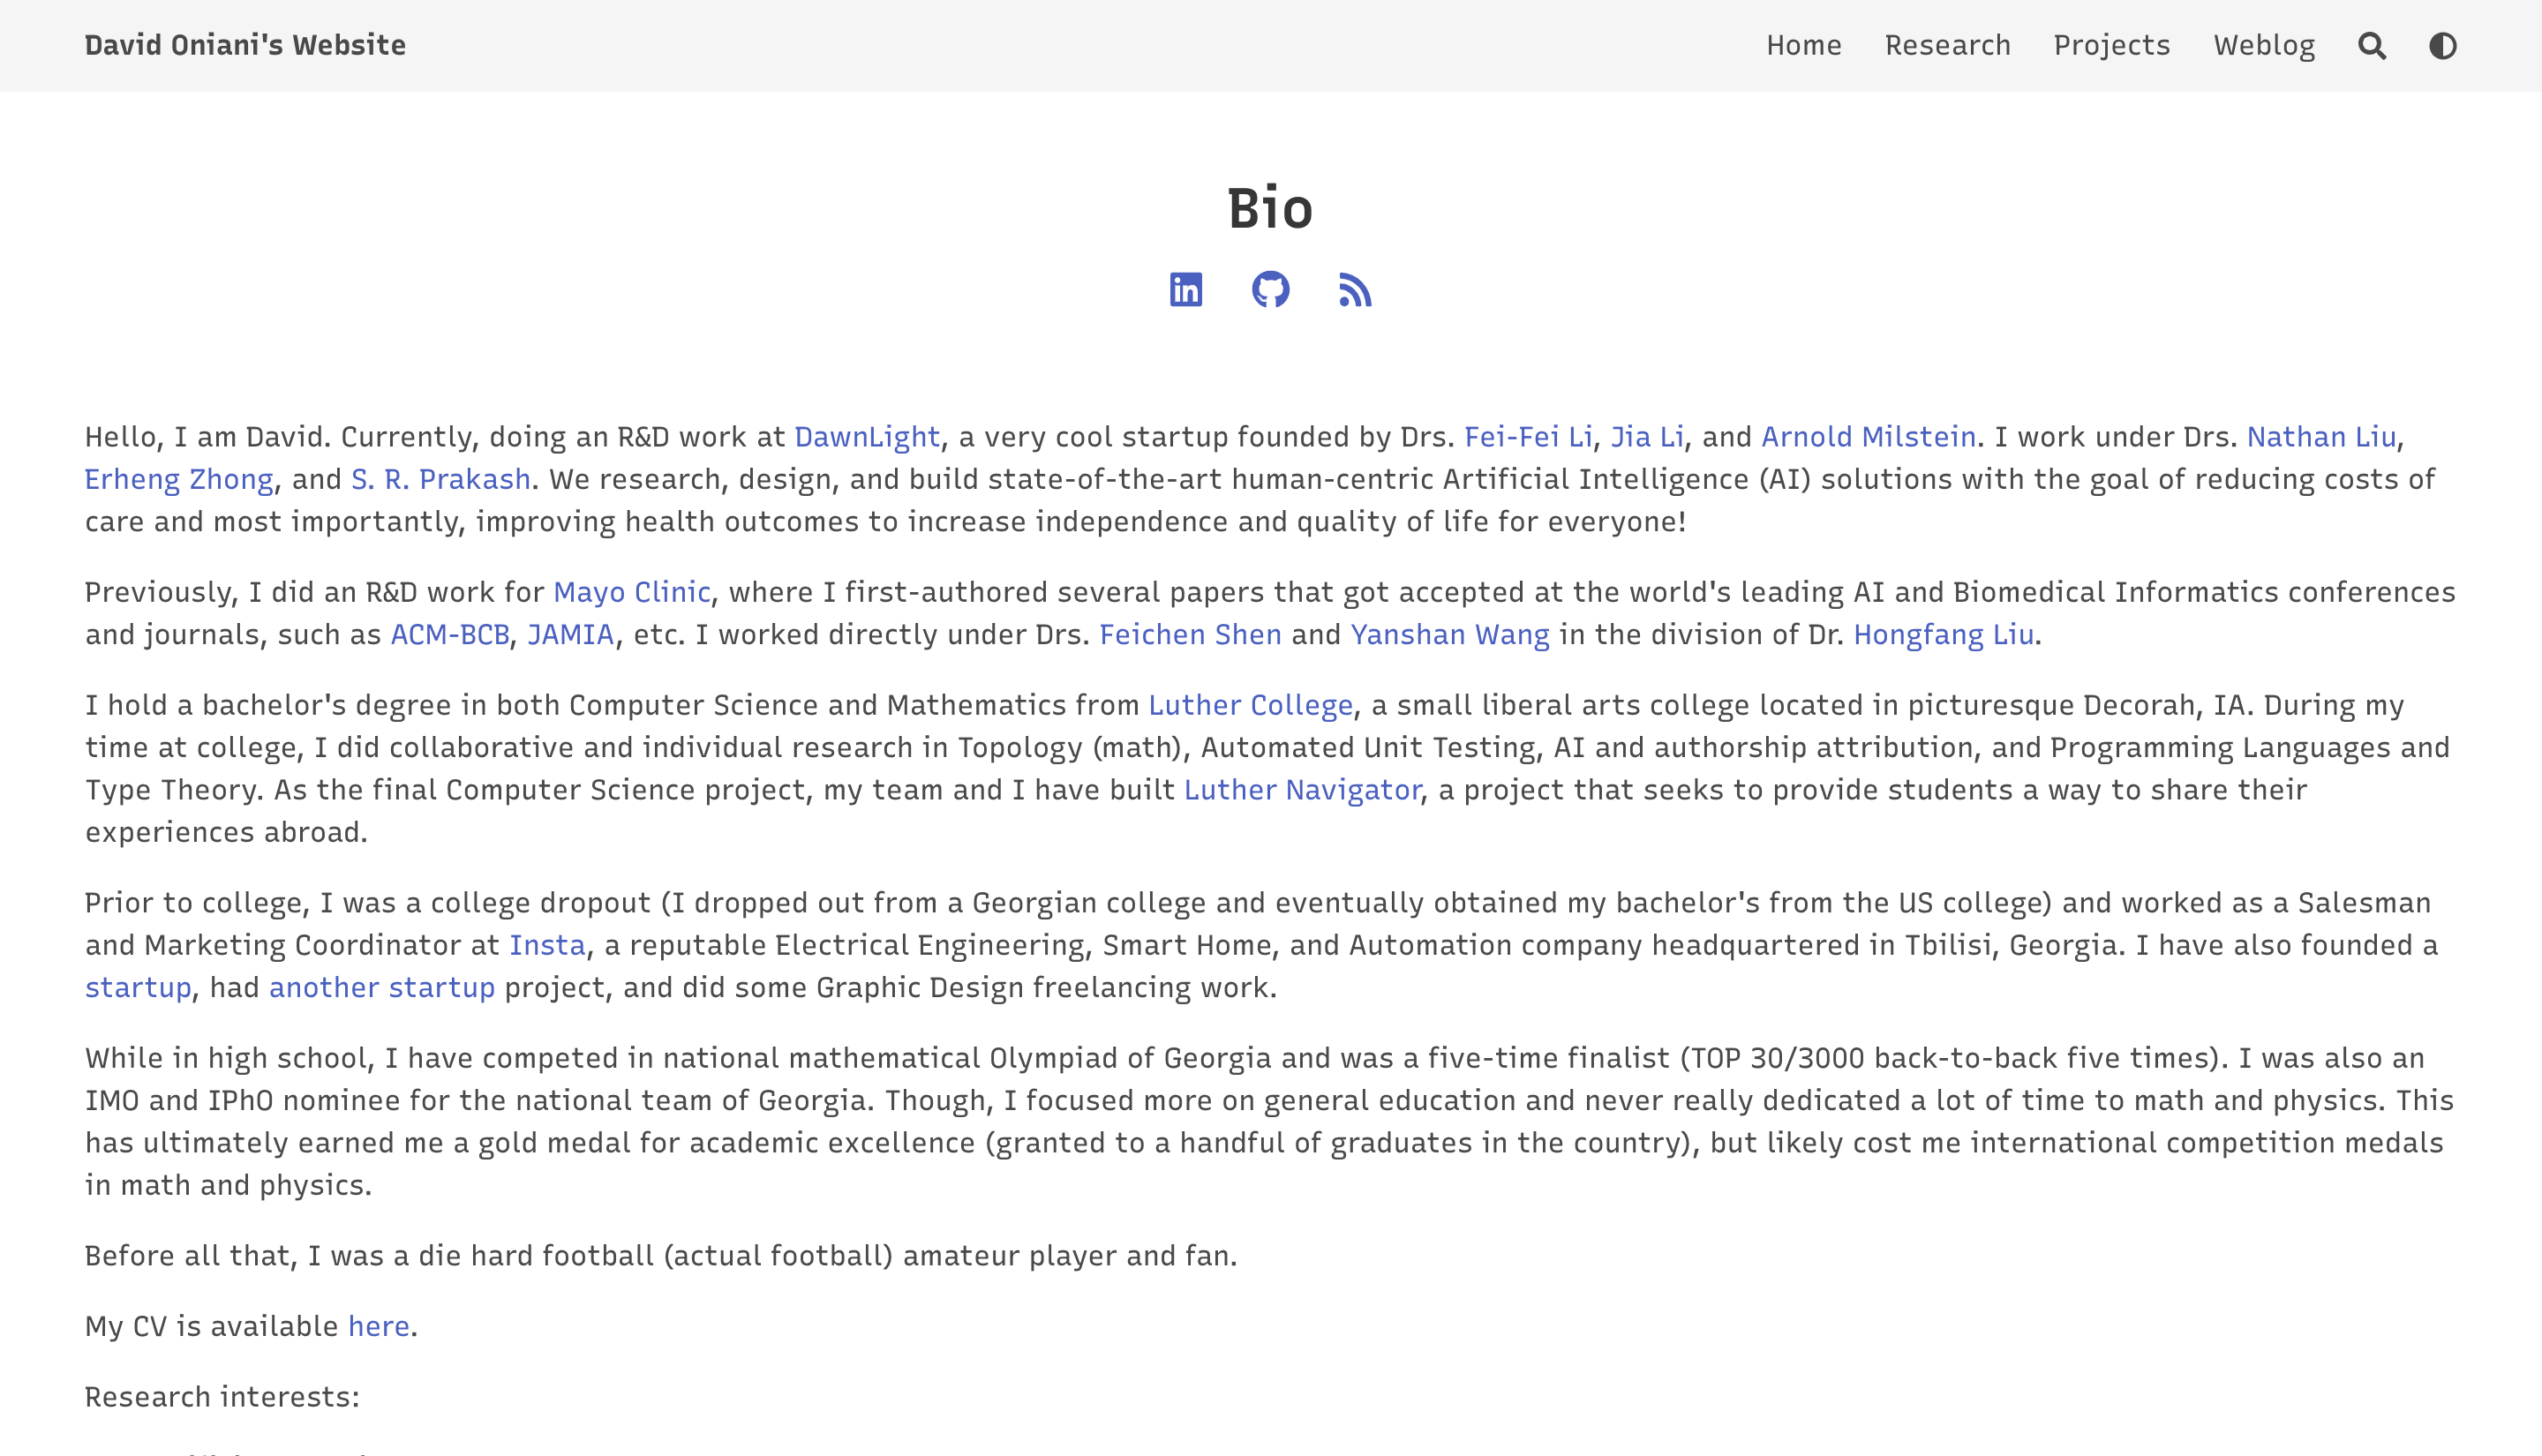 David Oniani's Website
Home Research Projects Weblog
Bio
Hello, I am David. Currently, doing an R&D work at DawnLight, a very cool startup founded by Drs. Fei-Fei Li, Jia Li, and Arnold Milstein. I work under Drs. Nathan Liu,
Erheng Zhong, and S. R. Prakash. We research, design, and build state-of-the-art human-centric Artificial Intelligence (AI) solutions with the goal of reducing costs of
care and most importantly, improving health outcomes to increase independence and quality of life for everyone!
Previously, I did an R&D work for Mayo Clinic, where I first-authored several papers that got accepted at the world's leading AI and Biomedical Informatics conferences
and journals, such as ACM-BCB, JAMIA, etc. I worked directly under Drs. Feichen Shen and Yanshan Wang in the division of Dr. Hongfang Liu.
I hold a bachelor's degree in both Computer Science and Mathematics from Luther College, a small liberal arts college located in picturesque Decorah, IA. During my
time at college, I did collaborative and individual research in Topology (math), Automated Unit Testing, AI and authorship attribution, and Programming Languages and
Type Theory. As the final Computer Science project, my team and I have built Luther Navigator, a project that seeks to provide students a way to share their
experiences abroad.
Prior to college, I was a college dropout (I dropped out from a Georgian college and eventually obtained my bachelor's from the US college) and worked as a Salesman
and Marketing Coordinator at Insta, a reputable Electrical Engineering, Smart Home, and Automation company headquartered in Tbilisi, Georgia. I have also founded a
startup, had another startup project, and did some Graphic Design freelancing work.
While in high school, I have competed in national mathematical Olympiad of Georgia and was a five-time finalist (TOP 30/3000 back-to-back five times). I was also an
IMO and IPhO nominee for the national team of Georgia. Though, I focused more on general education and never really dedicated a lot of time to math and physics. This
has ultimately earned me a gold medal for academic excellence (granted to a handful of graduates in the country), but likely cost me international competition medals
in math and physics.
Before all that, I was a die hard football (actual football) amateur player and fan.
My CV is available here.
Research interests: